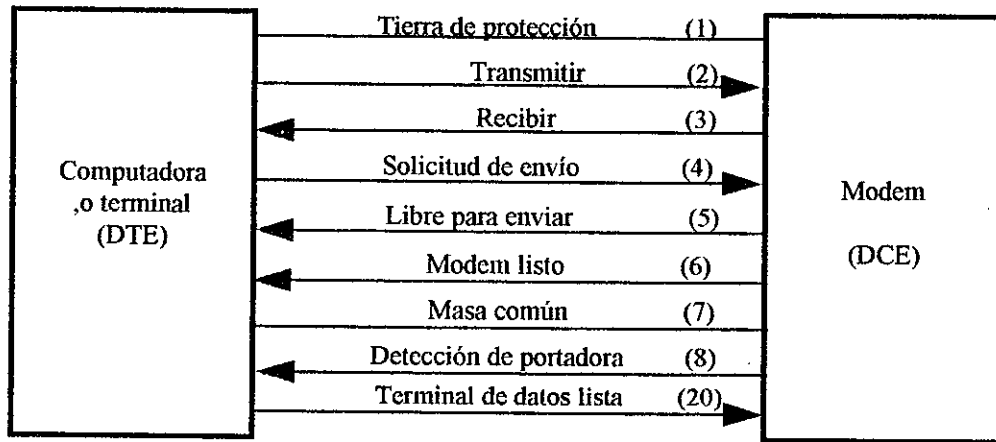 Tierra de protección (1)
Transmitir (2)
Recibir (3)
Solicitud de envío (4)
Libre para enviar (5)
Modem listo (6)
Masa común (7)
Detección de portadora (8)
Terminal de datos lista (20)
Computadora
,o terminal
(DTE)
Modem
(DCE)